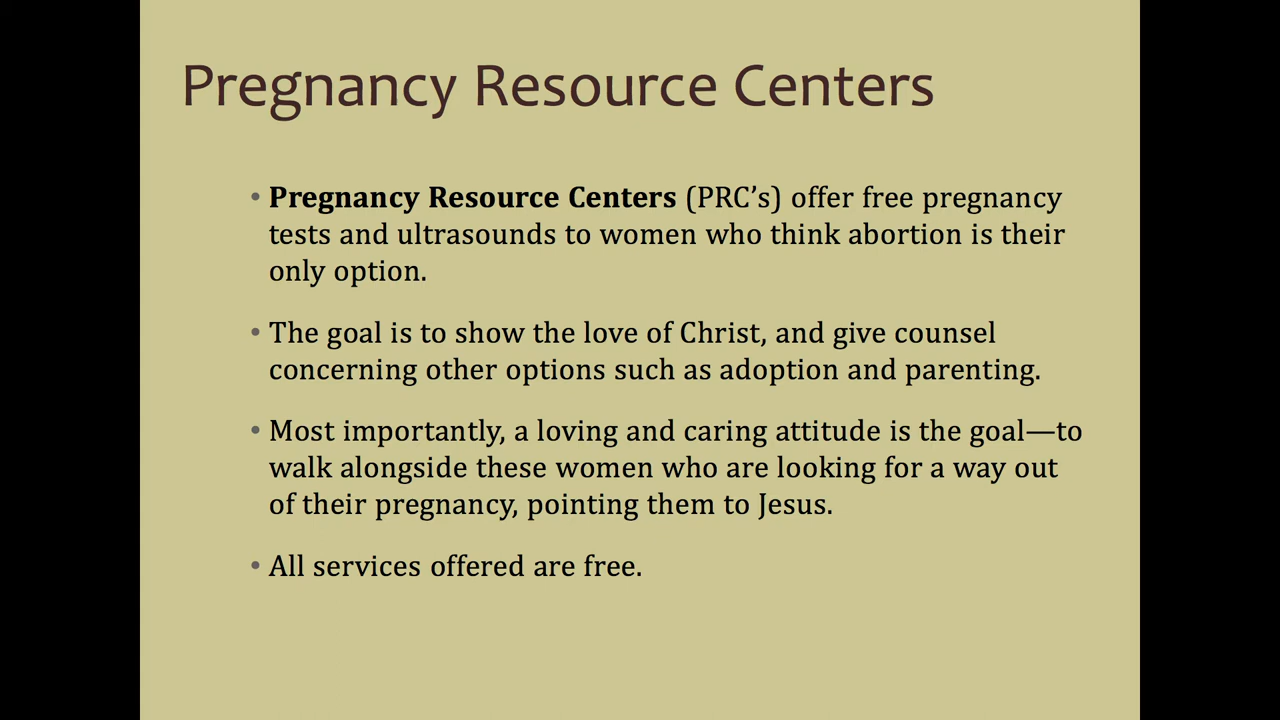 Pregnancy Resource Centers
• Pregnancy Resource Centers (PRC’s) offer free pregnancy
tests and ultrasounds to women who think abortion is their
only option.
• The goal is to show the love of Christ, and give counsel
concerning other options such as adoption and parenting.
• Most importantly, a loving and caring attitude is the goal—to
walk alongside these women who are looking for a way out
of their pregnancy, pointing them to Jesus.
• All services offered are free.